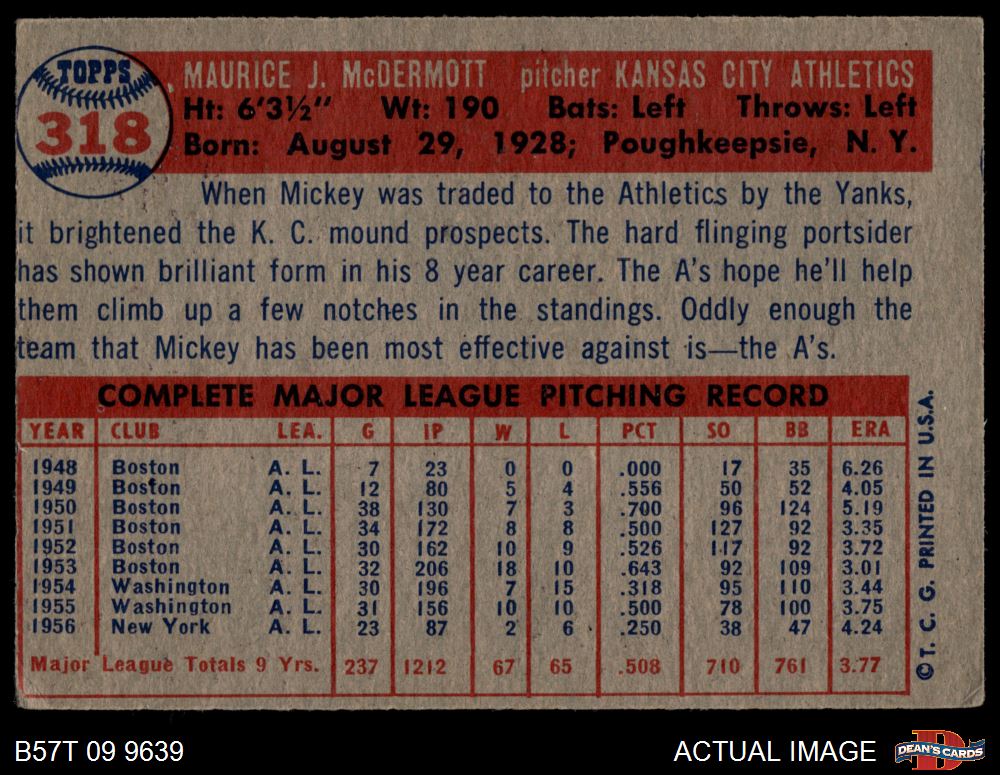 TOPPS
318
MAURICE J. McDERMOTT pitcher KANSAS CITY ATHLETICS
Ht: 6'3½" Wt: 190 Bats: Left Throws: Left
Born: August 29, 1928; Poughkeepsie, N. Y.
When Mickey was traded to the Athletics by the Yanks,
it brightened the K. C. mound prospects. The hard flinging portsider
has shown brilliant form in his 8 year career. The A's hope he'll help
them climb up a few notches in the standings. Oddly enough the
team that Mickey has been most effective against is—the A's.
COMPLETE MAJOR LEAGUE PITCHING RECORD
YEAR CLUB LEA. G IP W L PCT SO BB ERA
1948 Boston A. L. 7 23 0 0 .000 17 35 6.26
1949 Boston A. L. 12 80 5 4 .556 50 52 4.05
1950 Boston A. L. 38 130 7 3 .700 96 124 5.19
1951 Boston A. L. 34 172 8 8 .500 127 92 3.35
1952 Boston A. L. 30 162 10 9 .526 117 92 3.72
1953 Boston A. L. 32 206 18 10 .643 92 109 3.01
1954 Washington A. L. 30 196 7 15 .318 95 110 3.44
1955 Washington A. L. 31 156 10 10 .500 78 100 3.75
1956 New York A. L. 23 87 2 6 .250 38 47 4.24
Major League Totals 9 Yrs. 237 1212 67 65 .508 710 761 3.77
©T. C. G. PRINTED IN U.S.A.
B57T 09 9639
ACTUAL IMAGE
DEAN'S CARDS